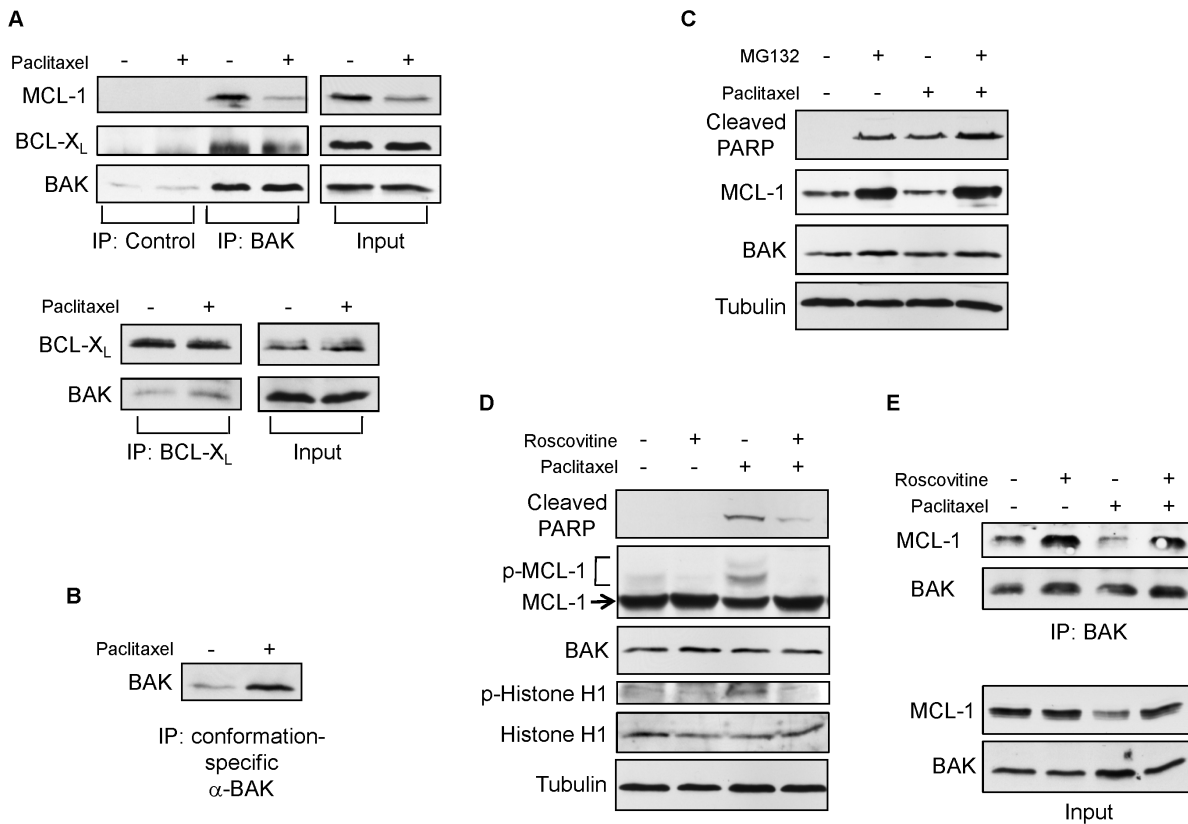 A
Paclitaxel - + - + - +
MCL-1
BCL-XL
BAK
IP: Control IP: BAK Input
Paclitaxel - + - +
BCL-XL
BAK
IP: BCL-XL Input
B
Paclitaxel - +
BAK
IP: conformation-
specific
α-BAK
C
MG132 - + - +
Paclitaxel - - + +
Cleaved
PARP
MCL-1
BAK
Tubulin
D
Roscovitine - + - +
Paclitaxel - - + +
Cleaved
PARP
p-MCL-1
MCL-1
BAK
p-Histone H1
Histone H1
Tubulin
E
Roscovitine - + - +
Paclitaxel - - + +
MCL-1
BAK
IP: BAK
MCL-1
BAK
Input